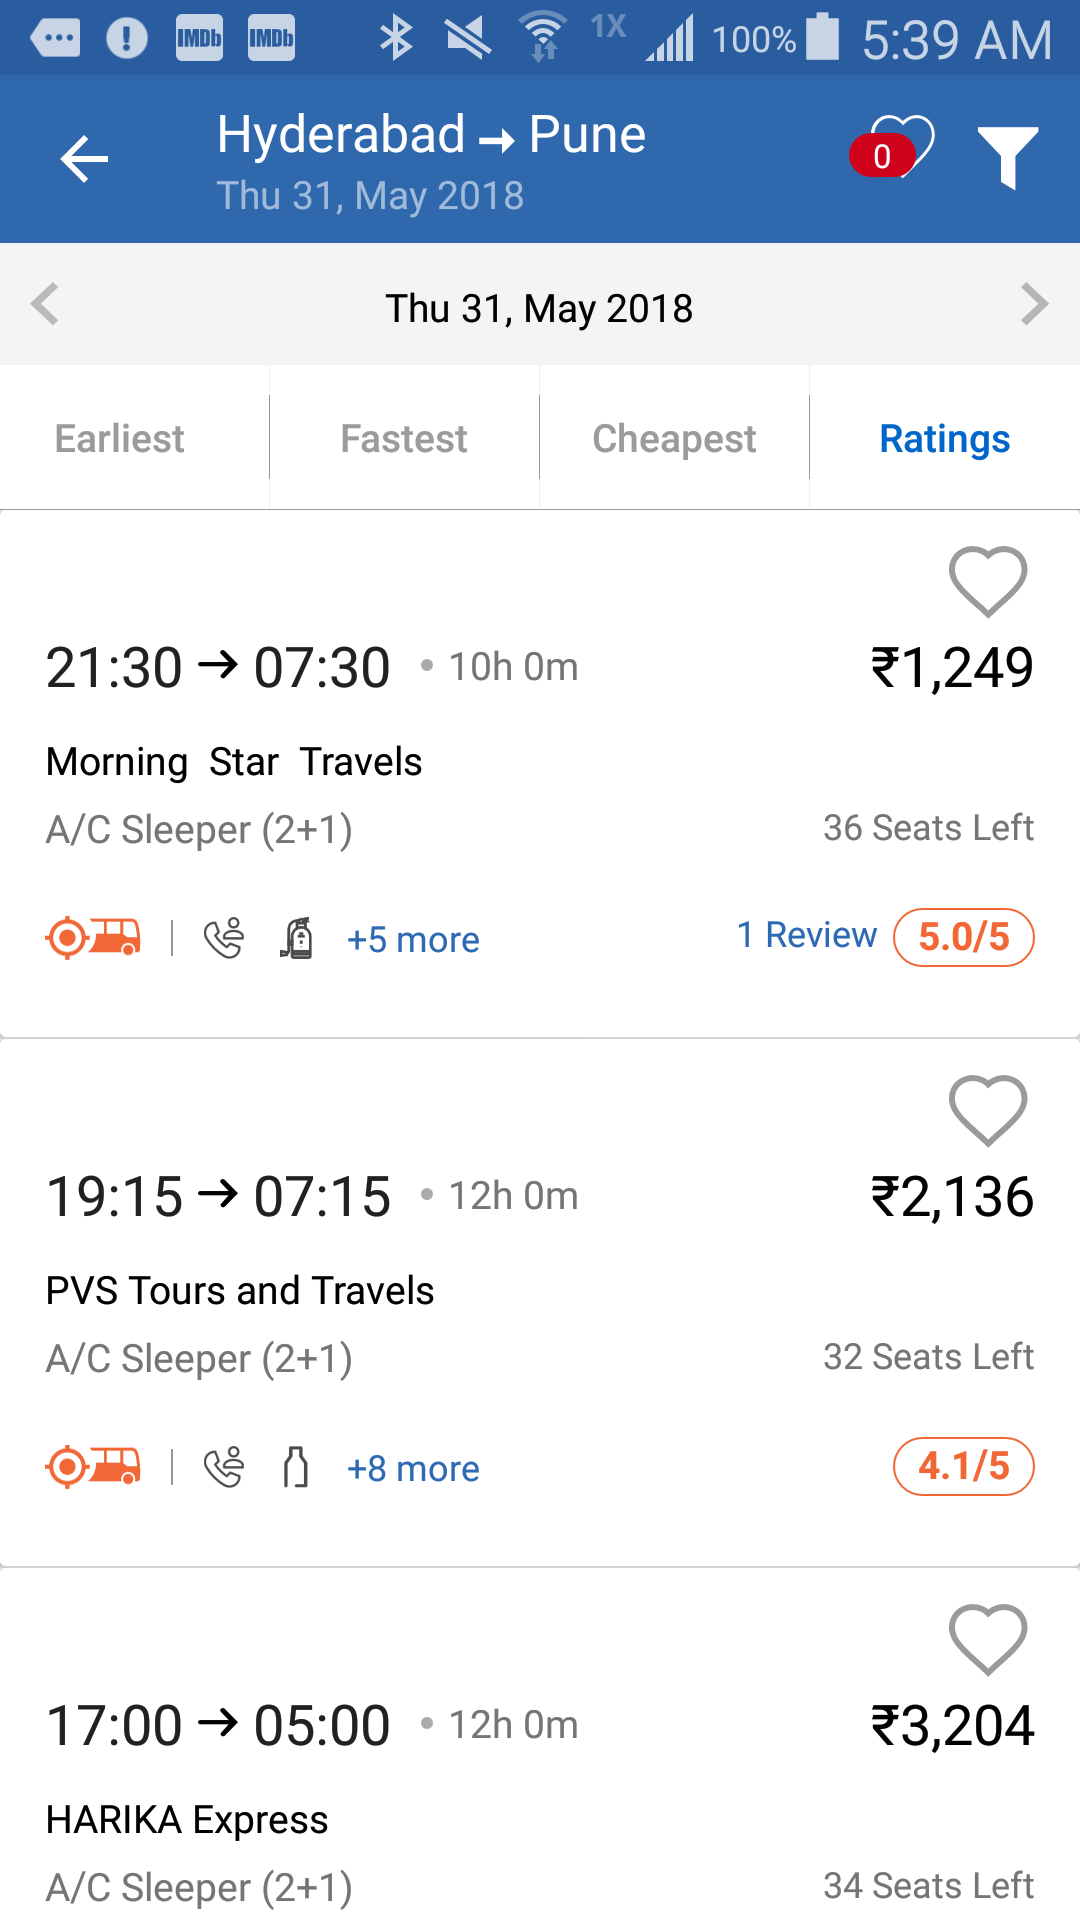 IMDb IMDb 1X 100% 5:39 AM
Hyderabad → Pune
Thu 31, May 2018
0
Thu 31, May 2018
Earliest Fastest Cheapest Ratings
21:30 → 07:30 • 10h 0m ₹1,249
Morning Star Travels
A/C Sleeper (2+1) 36 Seats Left
+5 more 1 Review 5.0/5
19:15 → 07:15 • 12h 0m ₹2,136
PVS Tours and Travels
A/C Sleeper (2+1) 32 Seats Left
+8 more 4.1/5
17:00 → 05:00 • 12h 0m ₹3,204
HARIKA Express
A/C Sleeper (2+1) 34 Seats Left